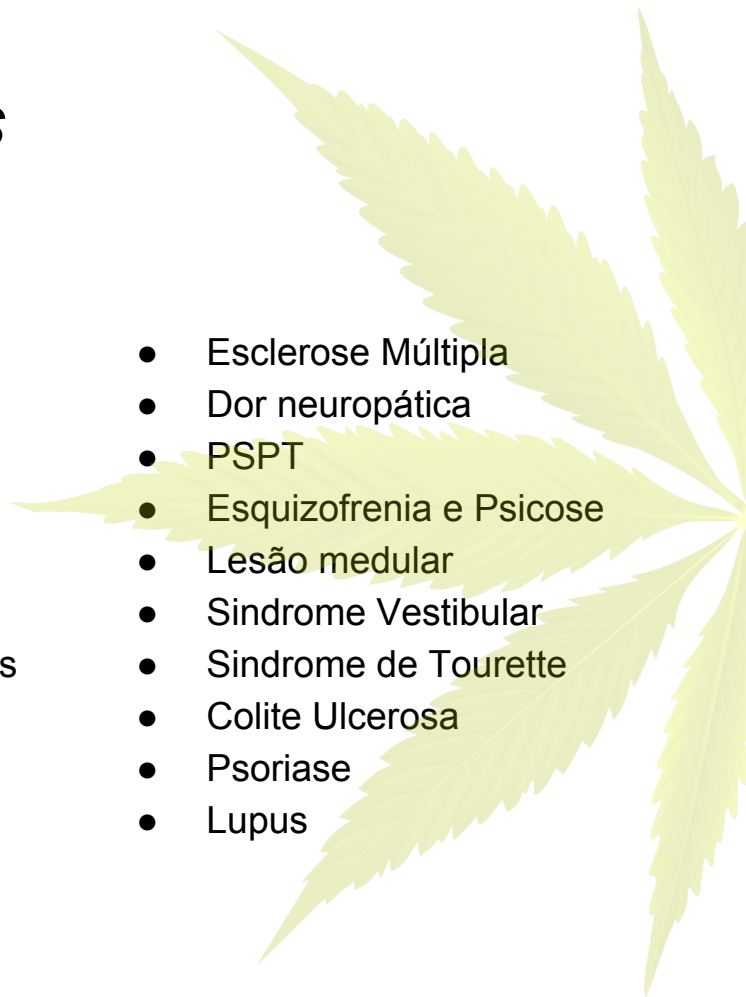 s
● Esclerose Múltipla
● Dor neuropática
● PSPT
● Esquizofrenia e Psicose
● Lesão medular
● Sindrome Vestibular
s ● Sindrome de Tourette
● Colite Ulcerosa
● Psoriase
● Lupus